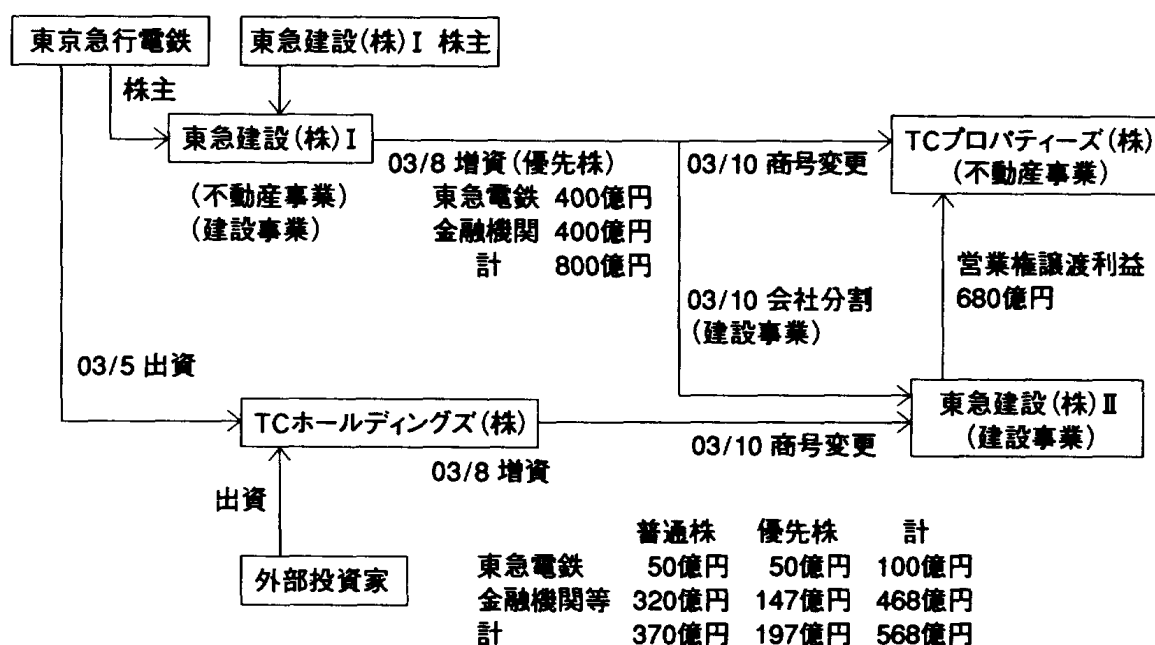 東京急行電鉄
東急建設(株)I 株主
株主
東急建設(株)I
(不動産事業)
(建設事業)
03/8 増資(優先株)
東急電鉄 400億円
金融機関 400億円
計 800億円
03/10 商号変更
TCプロパティーズ(株)
(不動産事業)
03/10 会社分割
(建設事業)
営業権譲渡利益
680億円
03/5 出資
TCホールディングズ(株)
03/8 増資
03/10 商号変更
東急建設(株)II
(建設事業)
出資
外部投資家
普通株 優先株 計
東急電鉄 50億円 50億円 100億円
金融機関等 320億円 147億円 468億円
計 370億円 197億円 568億円